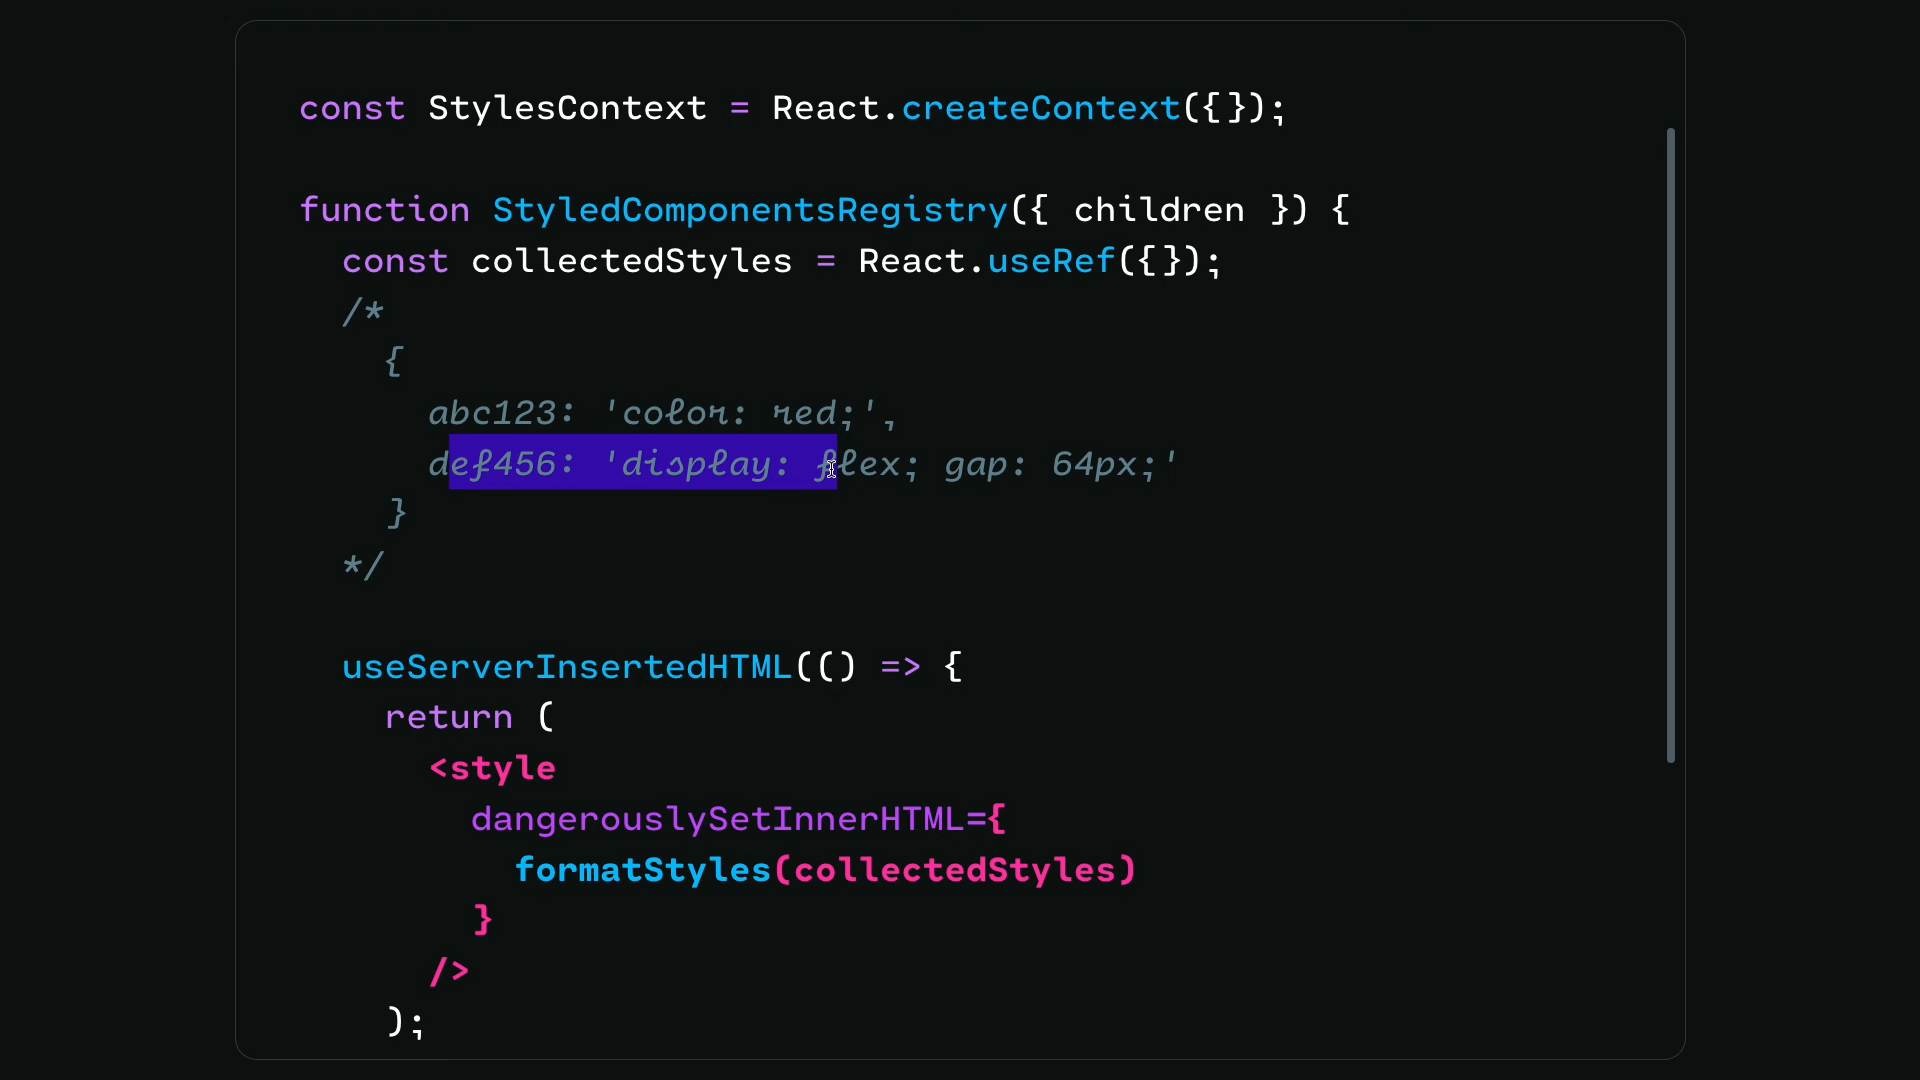 const StylesContext = React.createContext({});
function StyledComponentsRegistry({ children }) {
const collectedStyles = React.useRef({});
/*
{
abc123: 'color: red;',
def456: 'display: flex; gap: 64px;'
}
*/
useServerInsertedHTML(() => {
return (
<style
dangerouslySetInnerHTML={
formatStyles(collectedStyles)
}
/>
);